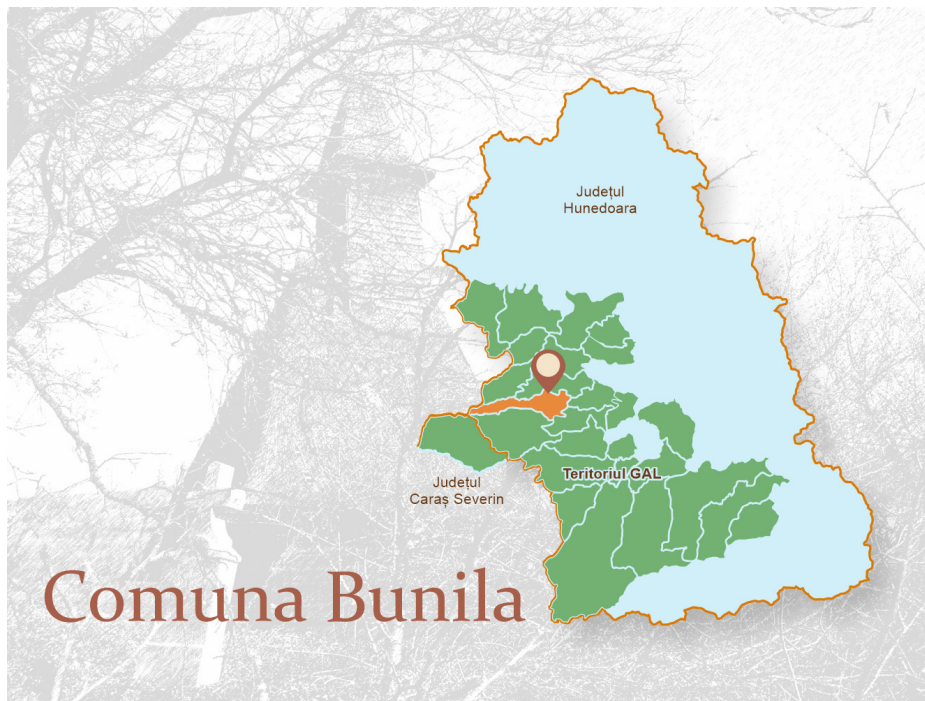 Județul
Hunedoara
Teritoriul GAL
Județul
Caraș Severin
Comuna Bunila